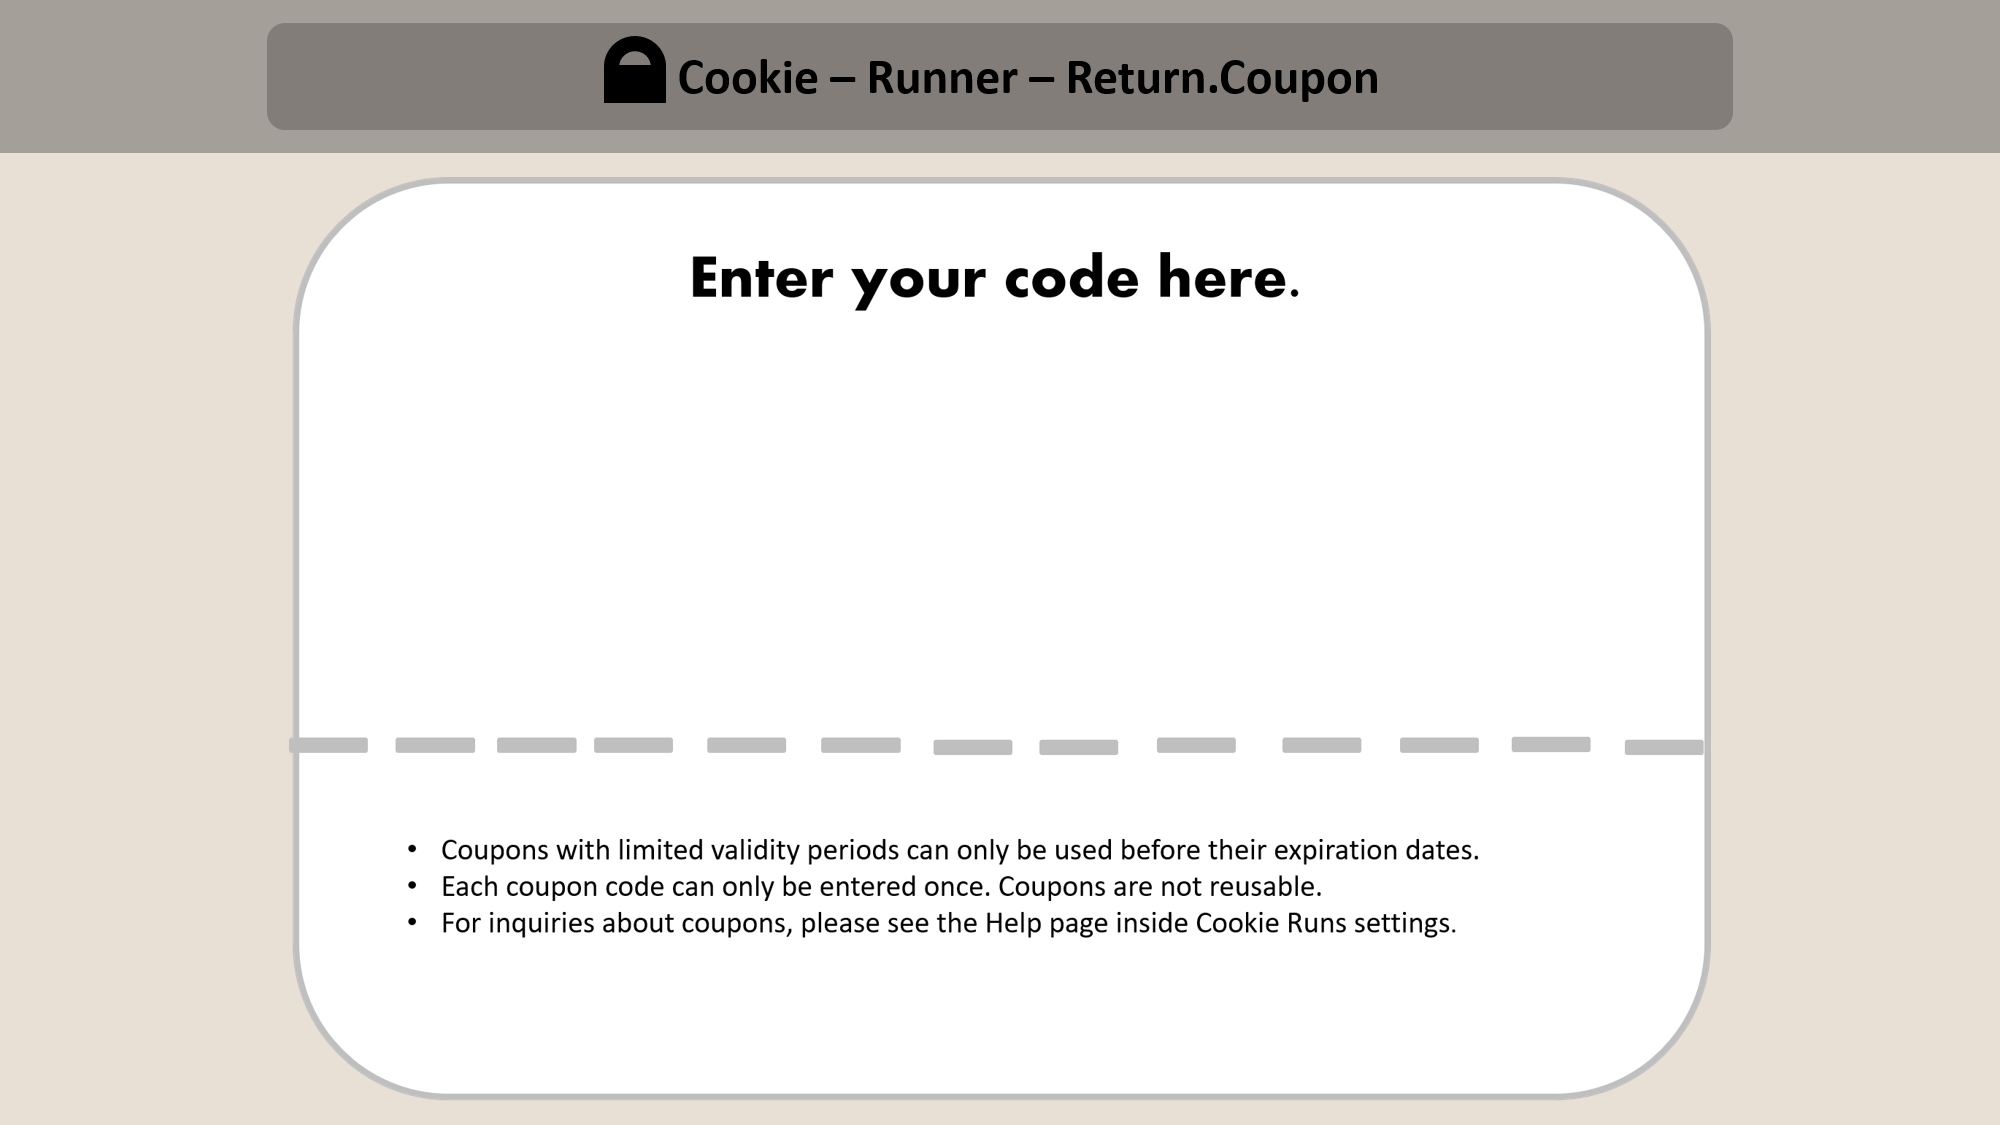 Cookie – Runner – Return.Coupon
Enter your code here.
• Coupons with limited validity periods can only be used before their expiration dates.
• Each coupon code can only be entered once. Coupons are not reusable.
• For inquiries about coupons, please see the Help page inside Cookie Runs settings.